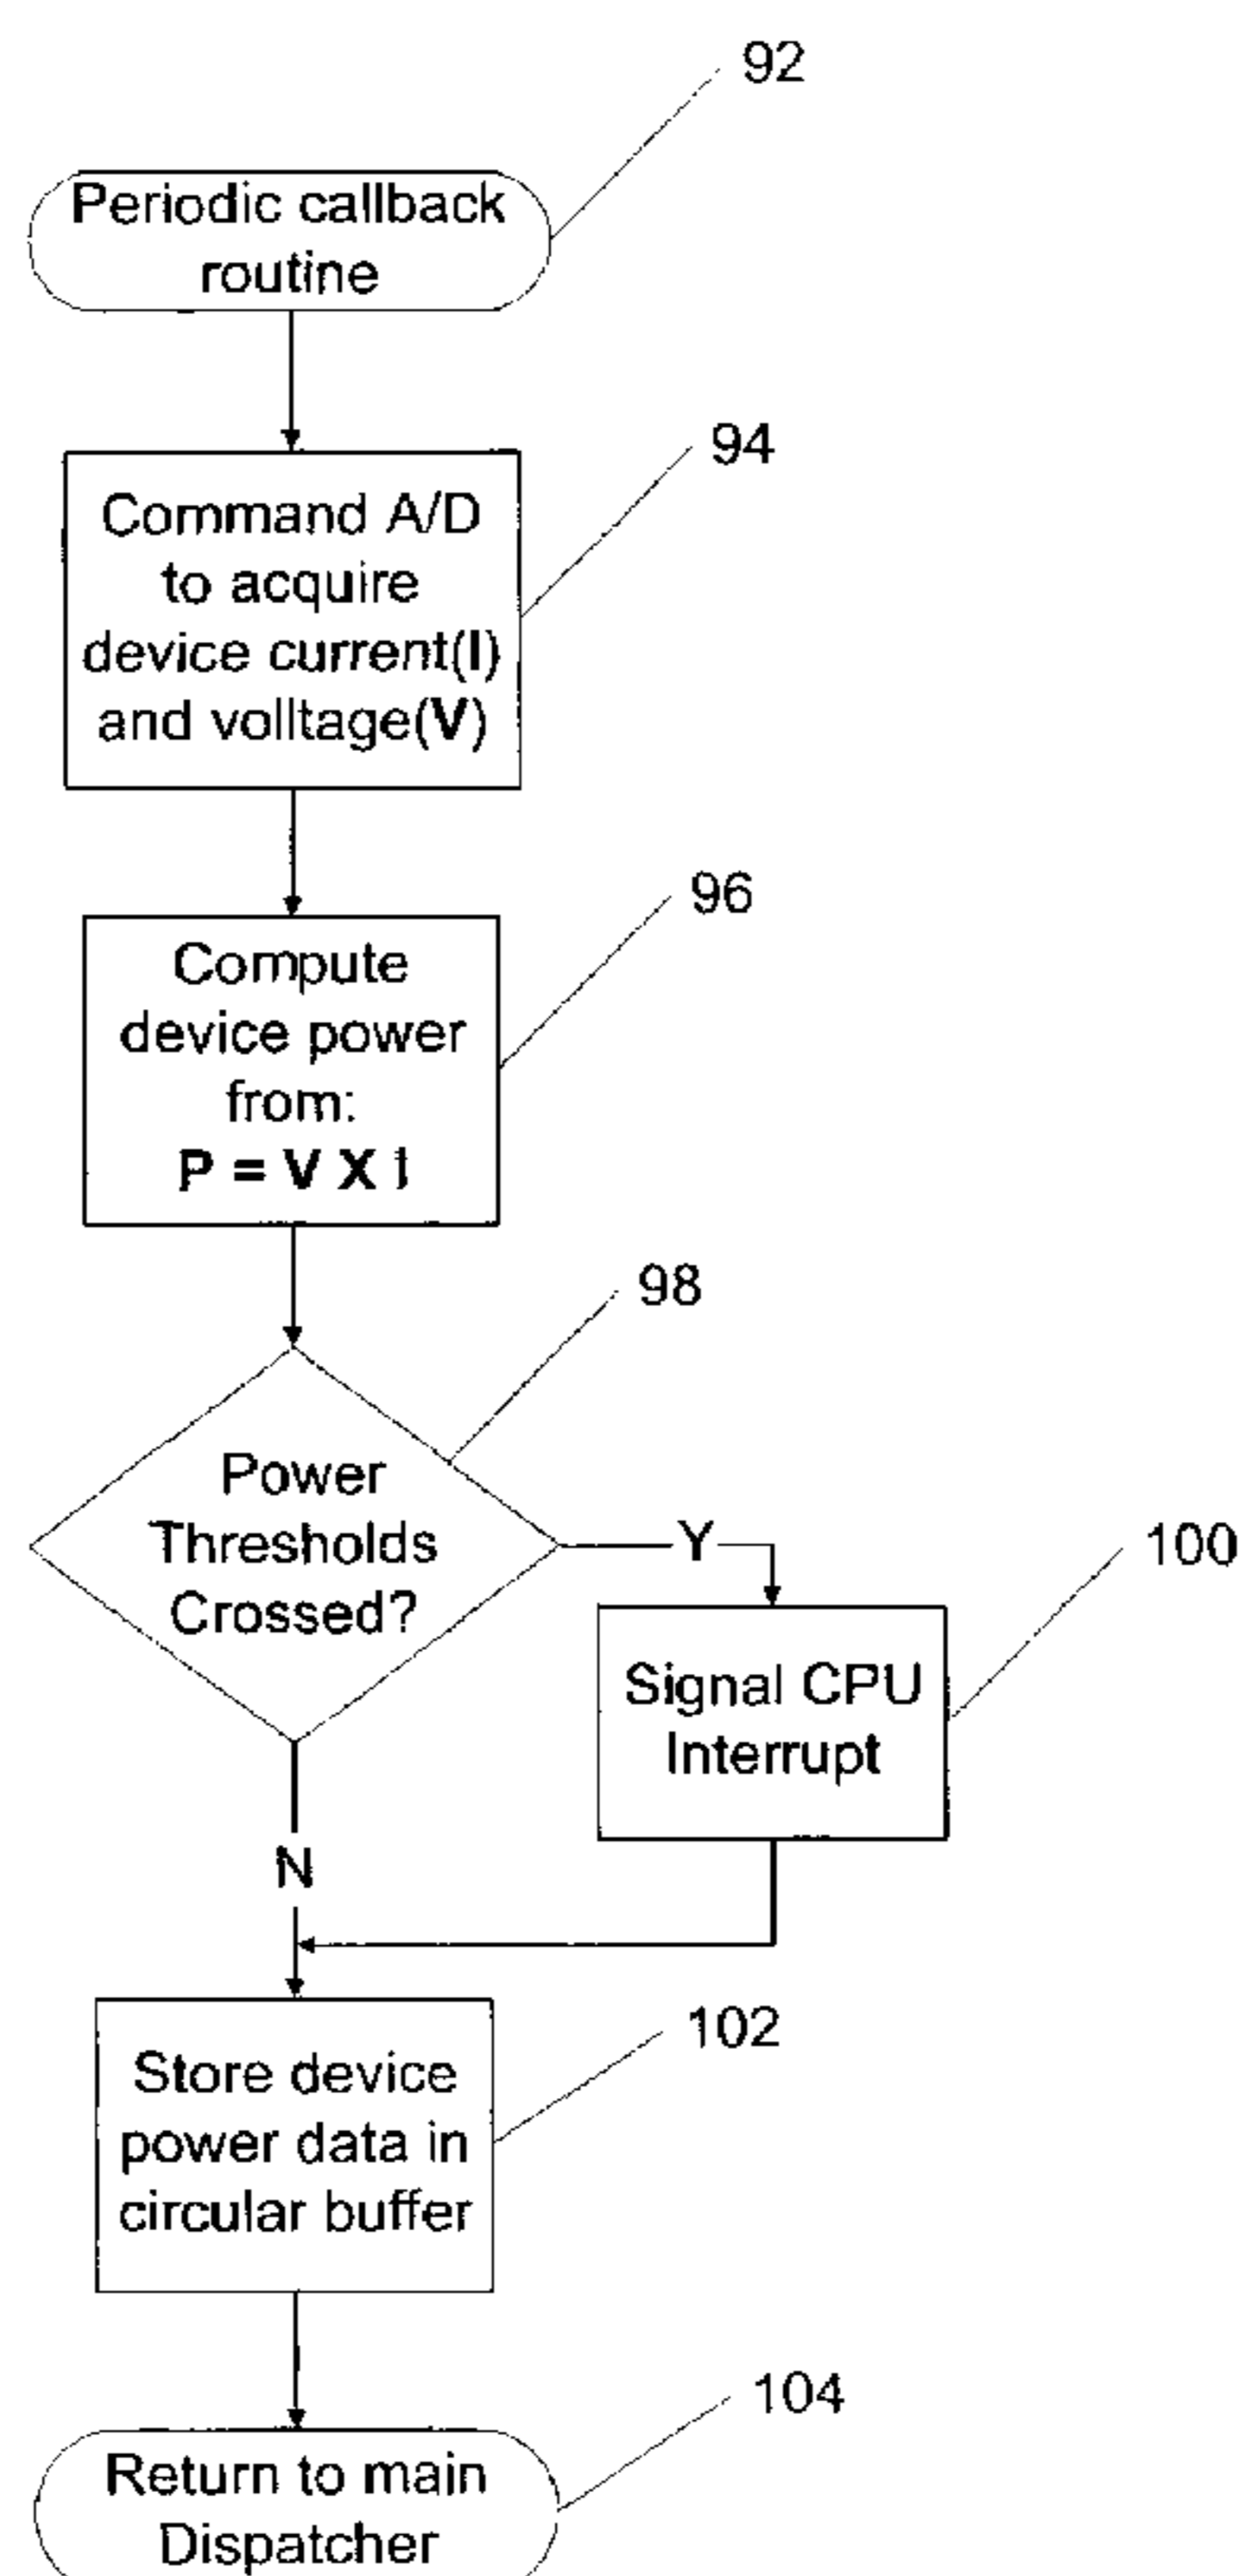 92
Periodic callback
routine
94
Command A/D
to acquire
device current(I)
and volltage(V)
96
Compute
device power
from:
P = V X I
98
Power
Thresholds
Crossed?
Y
100
Signal CPU
Interrupt
N
102
Store device
power data in
circular buffer
104
Return to main
Dispatcher